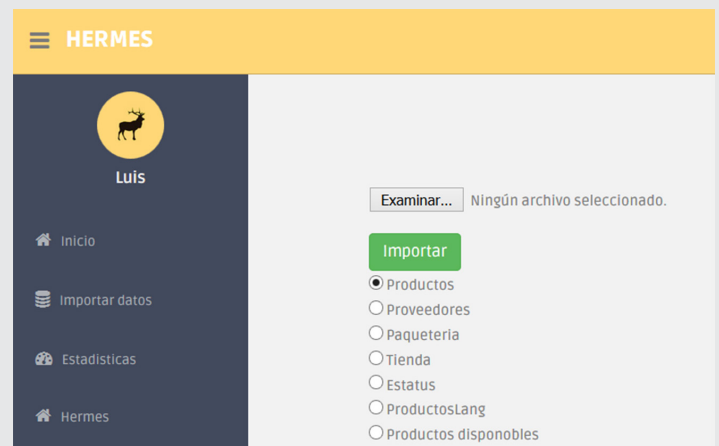 HERMES
Luis
Inicio
Importar datos
Estadisticas
Hermes
Examinar... Ningún archivo seleccionado.
Importar
Productos
Proveedores
Paqueteria
Tienda
Estatus
ProductosLang
Productos disponobles